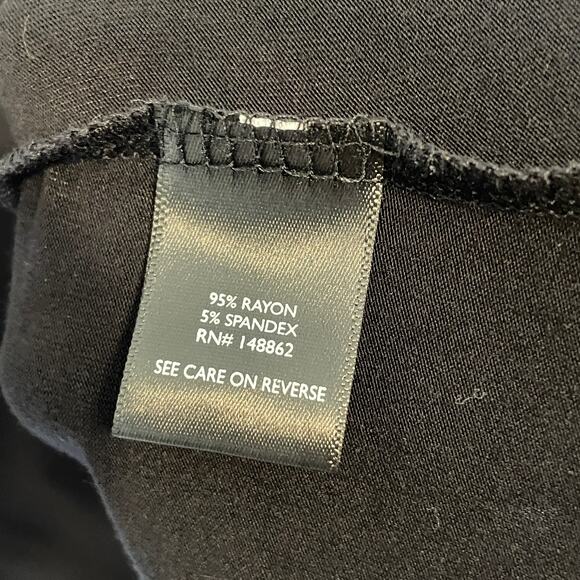 95% RAYON
5% SPANDEX
RN# 148862
SEE CARE ON REVERSE